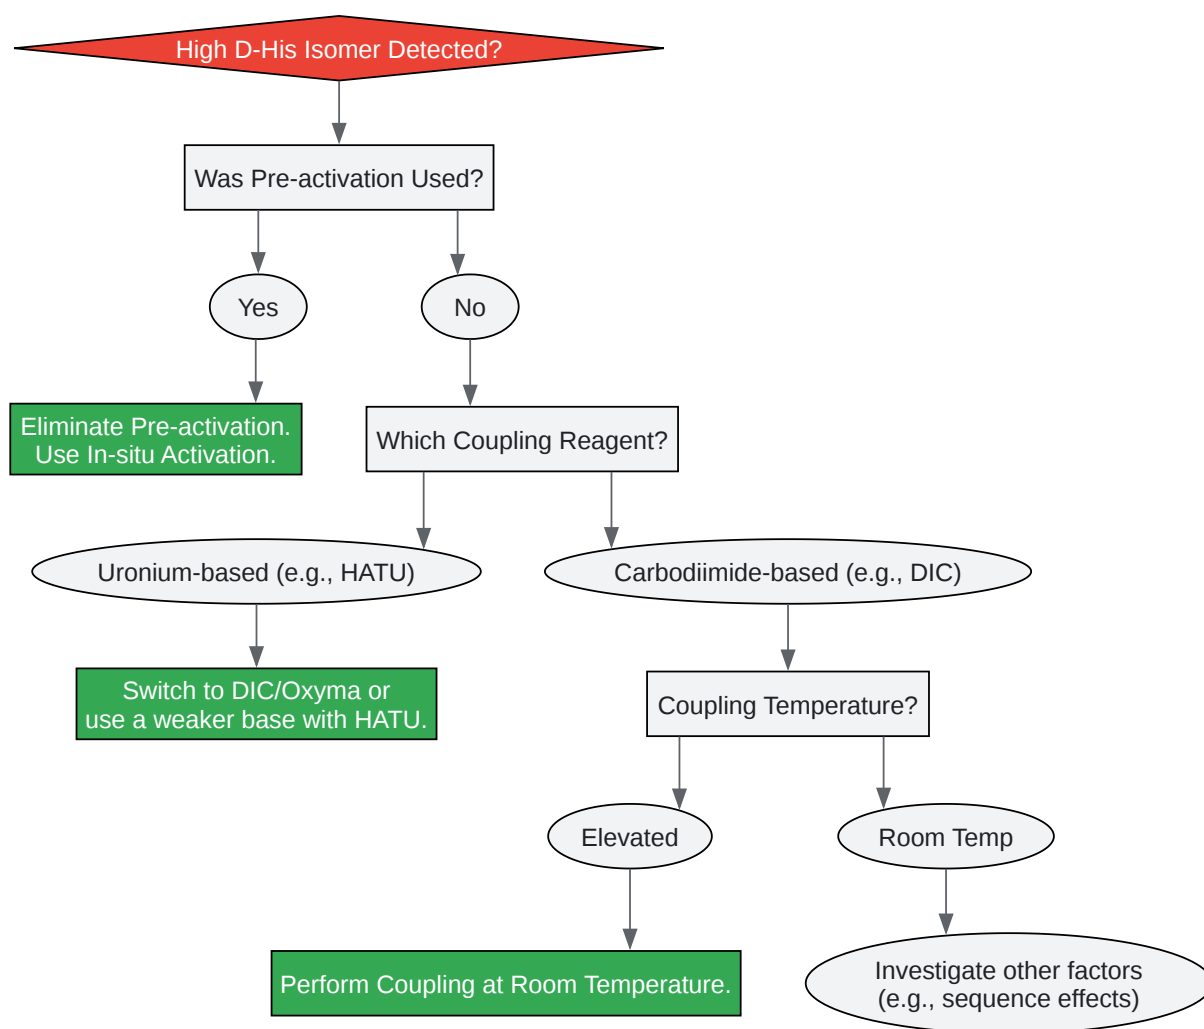 High D-His Isomer Detected?
Was Pre-activation Used?
Yes
No
Eliminate Pre-activation.
Use In-situ Activation.
Which Coupling Reagent?
Uronium-based (e.g., HATU)
Carbodiimide-based (e.g., DIC)
Switch to DIC/Oxyma or
use a weaker base with HATU.
Coupling Temperature?
Elevated
Room Temp
Perform Coupling at Room Temperature.
Investigate other factors
(e.g., sequence effects)